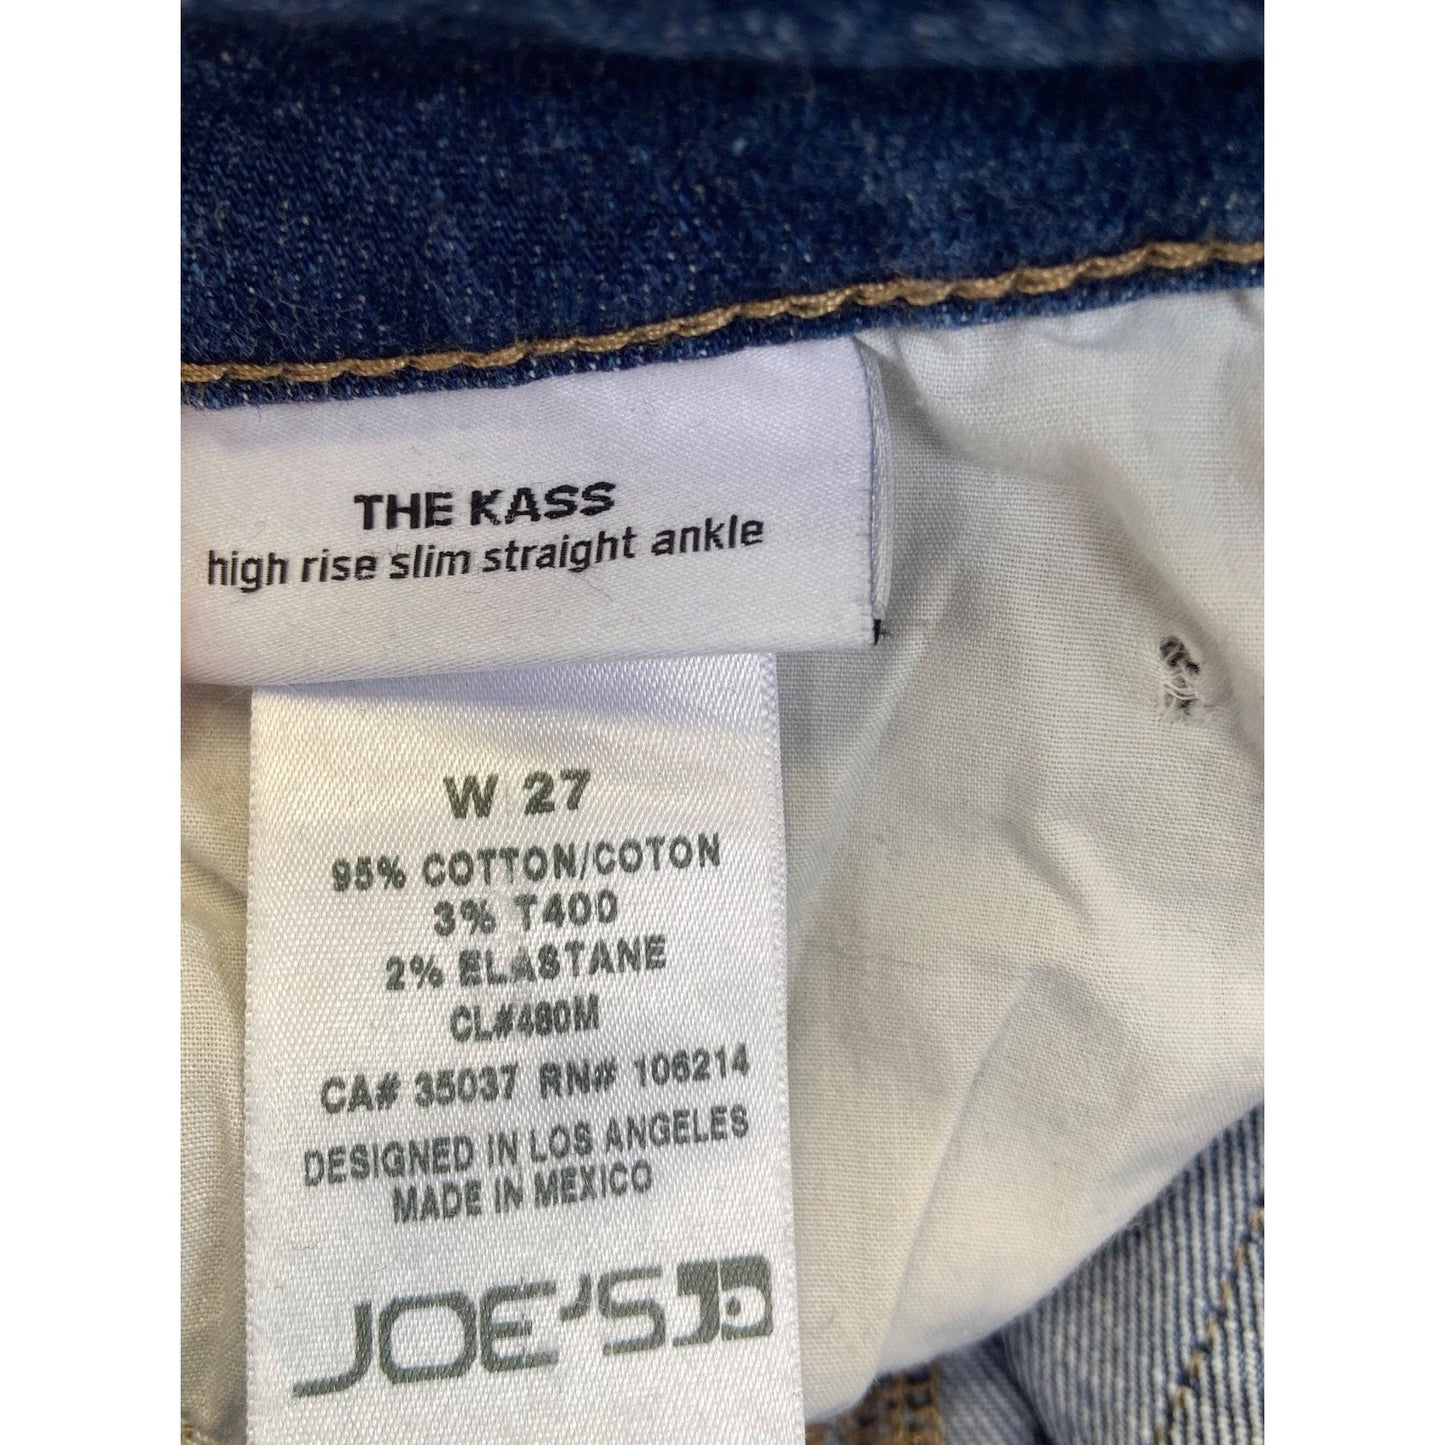 THE KASS
high rise slim straight ankle
W 27
95% COTTON/COTON
3% T400
2% ELASTANE
CL#480M
CA# 35037 RN# 106214
DESIGNED IN LOS ANGELES
MADE IN MEXICO
JOE'S